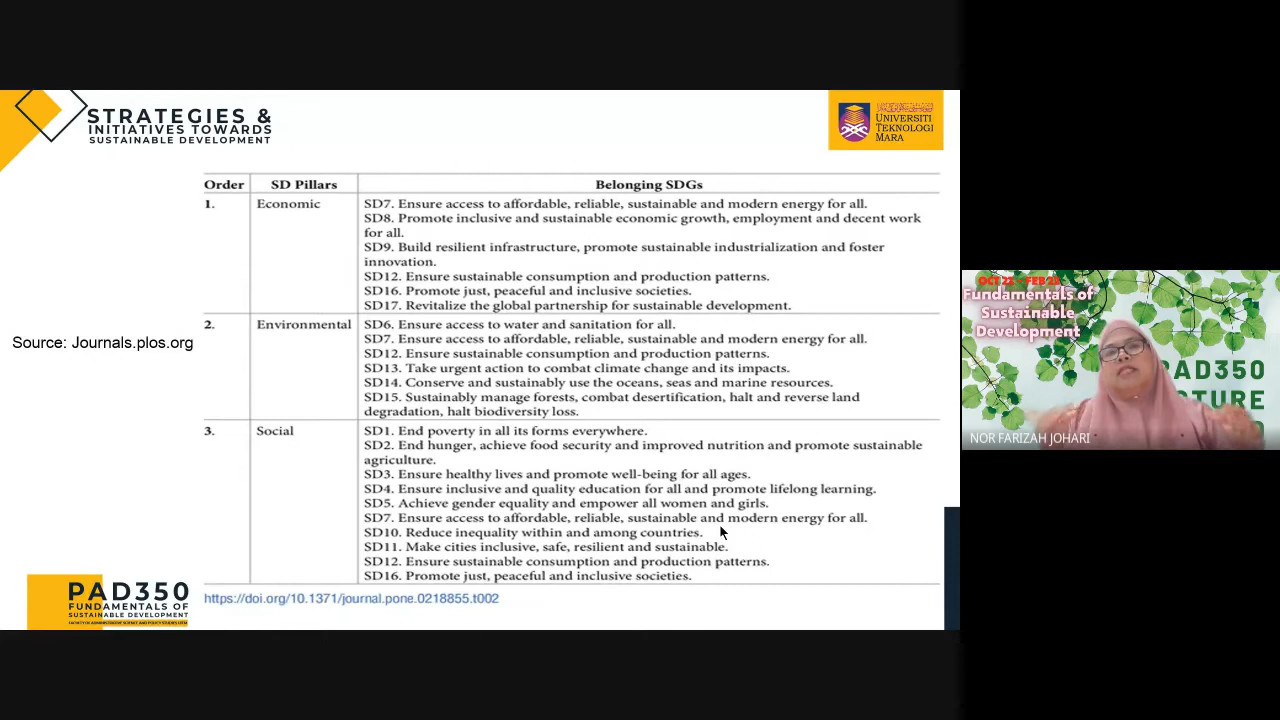 STRATEGIES &
INITIATIVES TOWARDS
SUSTAINABLE DEVELOPMENT
UNIVERSITI
TEKNOLOGI
MARA
Order SD Pillars Belonging SDGs
1. Economic SD7. Ensure access to affordable, reliable, sustainable and modern energy for all.
SD8. Promote inclusive and sustainable economic growth, employment and decent work
for all.
SD9. Build resilient infrastructure, promote sustainable industrialization and foster
innovation.
SD12. Ensure sustainable consumption and production patterns.
SD16. Promote just, peaceful and inclusive societies.
SD17. Revitalize the global partnership for sustainable development.
2. Environmental SD6. Ensure access to water and sanitation for all.
SD7. Ensure access to affordable, reliable, sustainable and modern energy for all.
SD12. Ensure sustainable consumption and production patterns.
SD13. Take urgent action to combat climate change and its impacts.
SD14. Conserve and sustainably use the oceans, seas and marine resources.
SD15. Sustainably manage forests, combat desertification, halt and reverse land
degradation, halt biodiversity loss.
3. Social SD1. End poverty in all its forms everywhere.
SD2. End hunger, achieve food security and improved nutrition and promote sustainable
agriculture.
SD3. Ensure healthy lives and promote well-being for all ages.
SD4. Ensure inclusive and quality education for all and promote lifelong learning.
SD5. Achieve gender equality and empower all women and girls.
SD7. Ensure access to affordable, reliable, sustainable and modern energy for all.
SD10. Reduce inequality within and among countries.
SD11. Make cities inclusive, safe, resilient and sustainable.
SD12. Ensure sustainable consumption and production patterns.
SD16. Promote just, peaceful and inclusive societies.
Source: Journals.plos.org
https://doi.org/10.1371/journal.pone.0218855.t002
PAD350
FUNDAMENTALS OF
SUSTAINABLE DEVELOPMENT
FACULTY OF ADMINISTRATIVE SCIENCE AND POLICY STUDIES UITM
Fundamentals of
Sustainable
Development
AD350
TURE
NOR FARIZAH JOHARI